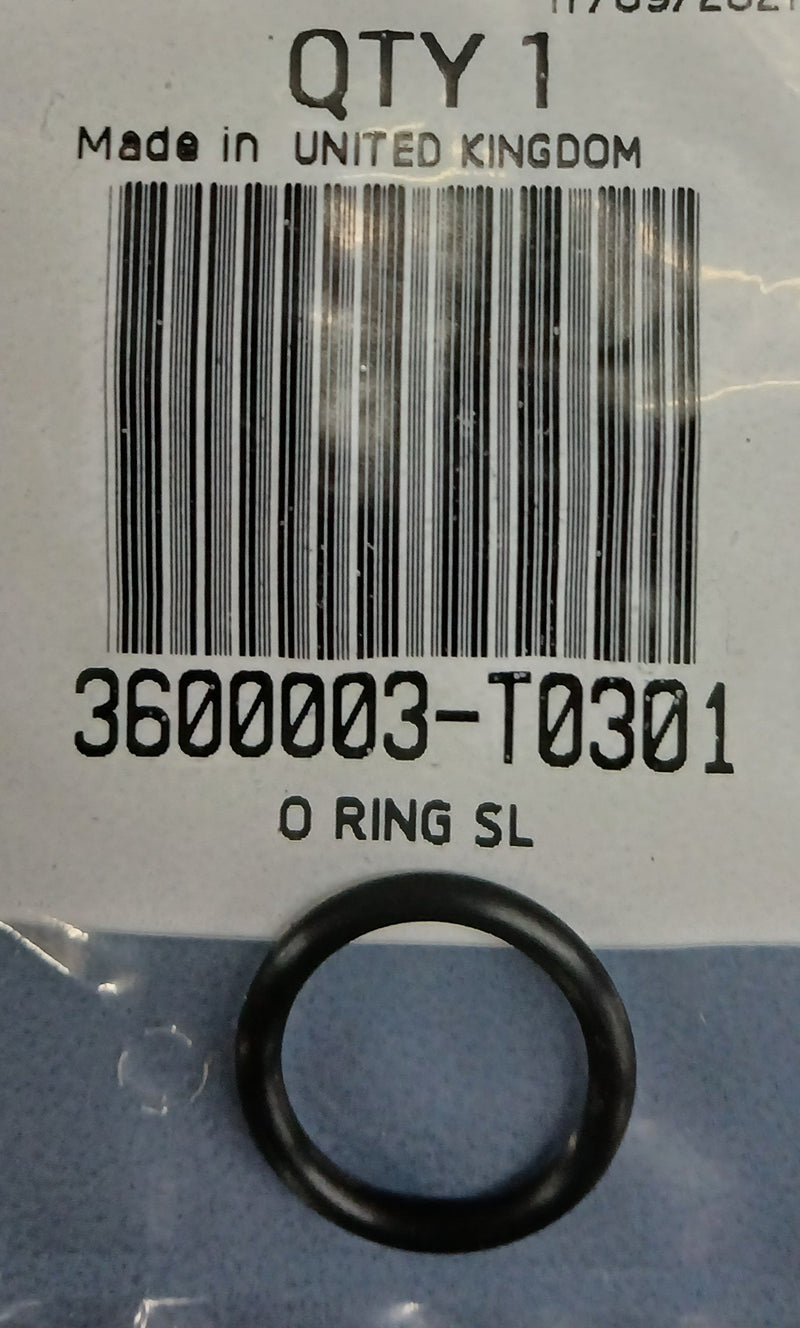 QTY 1
Made in UNITED KINGDOM
3600003-T0301
O RING SL